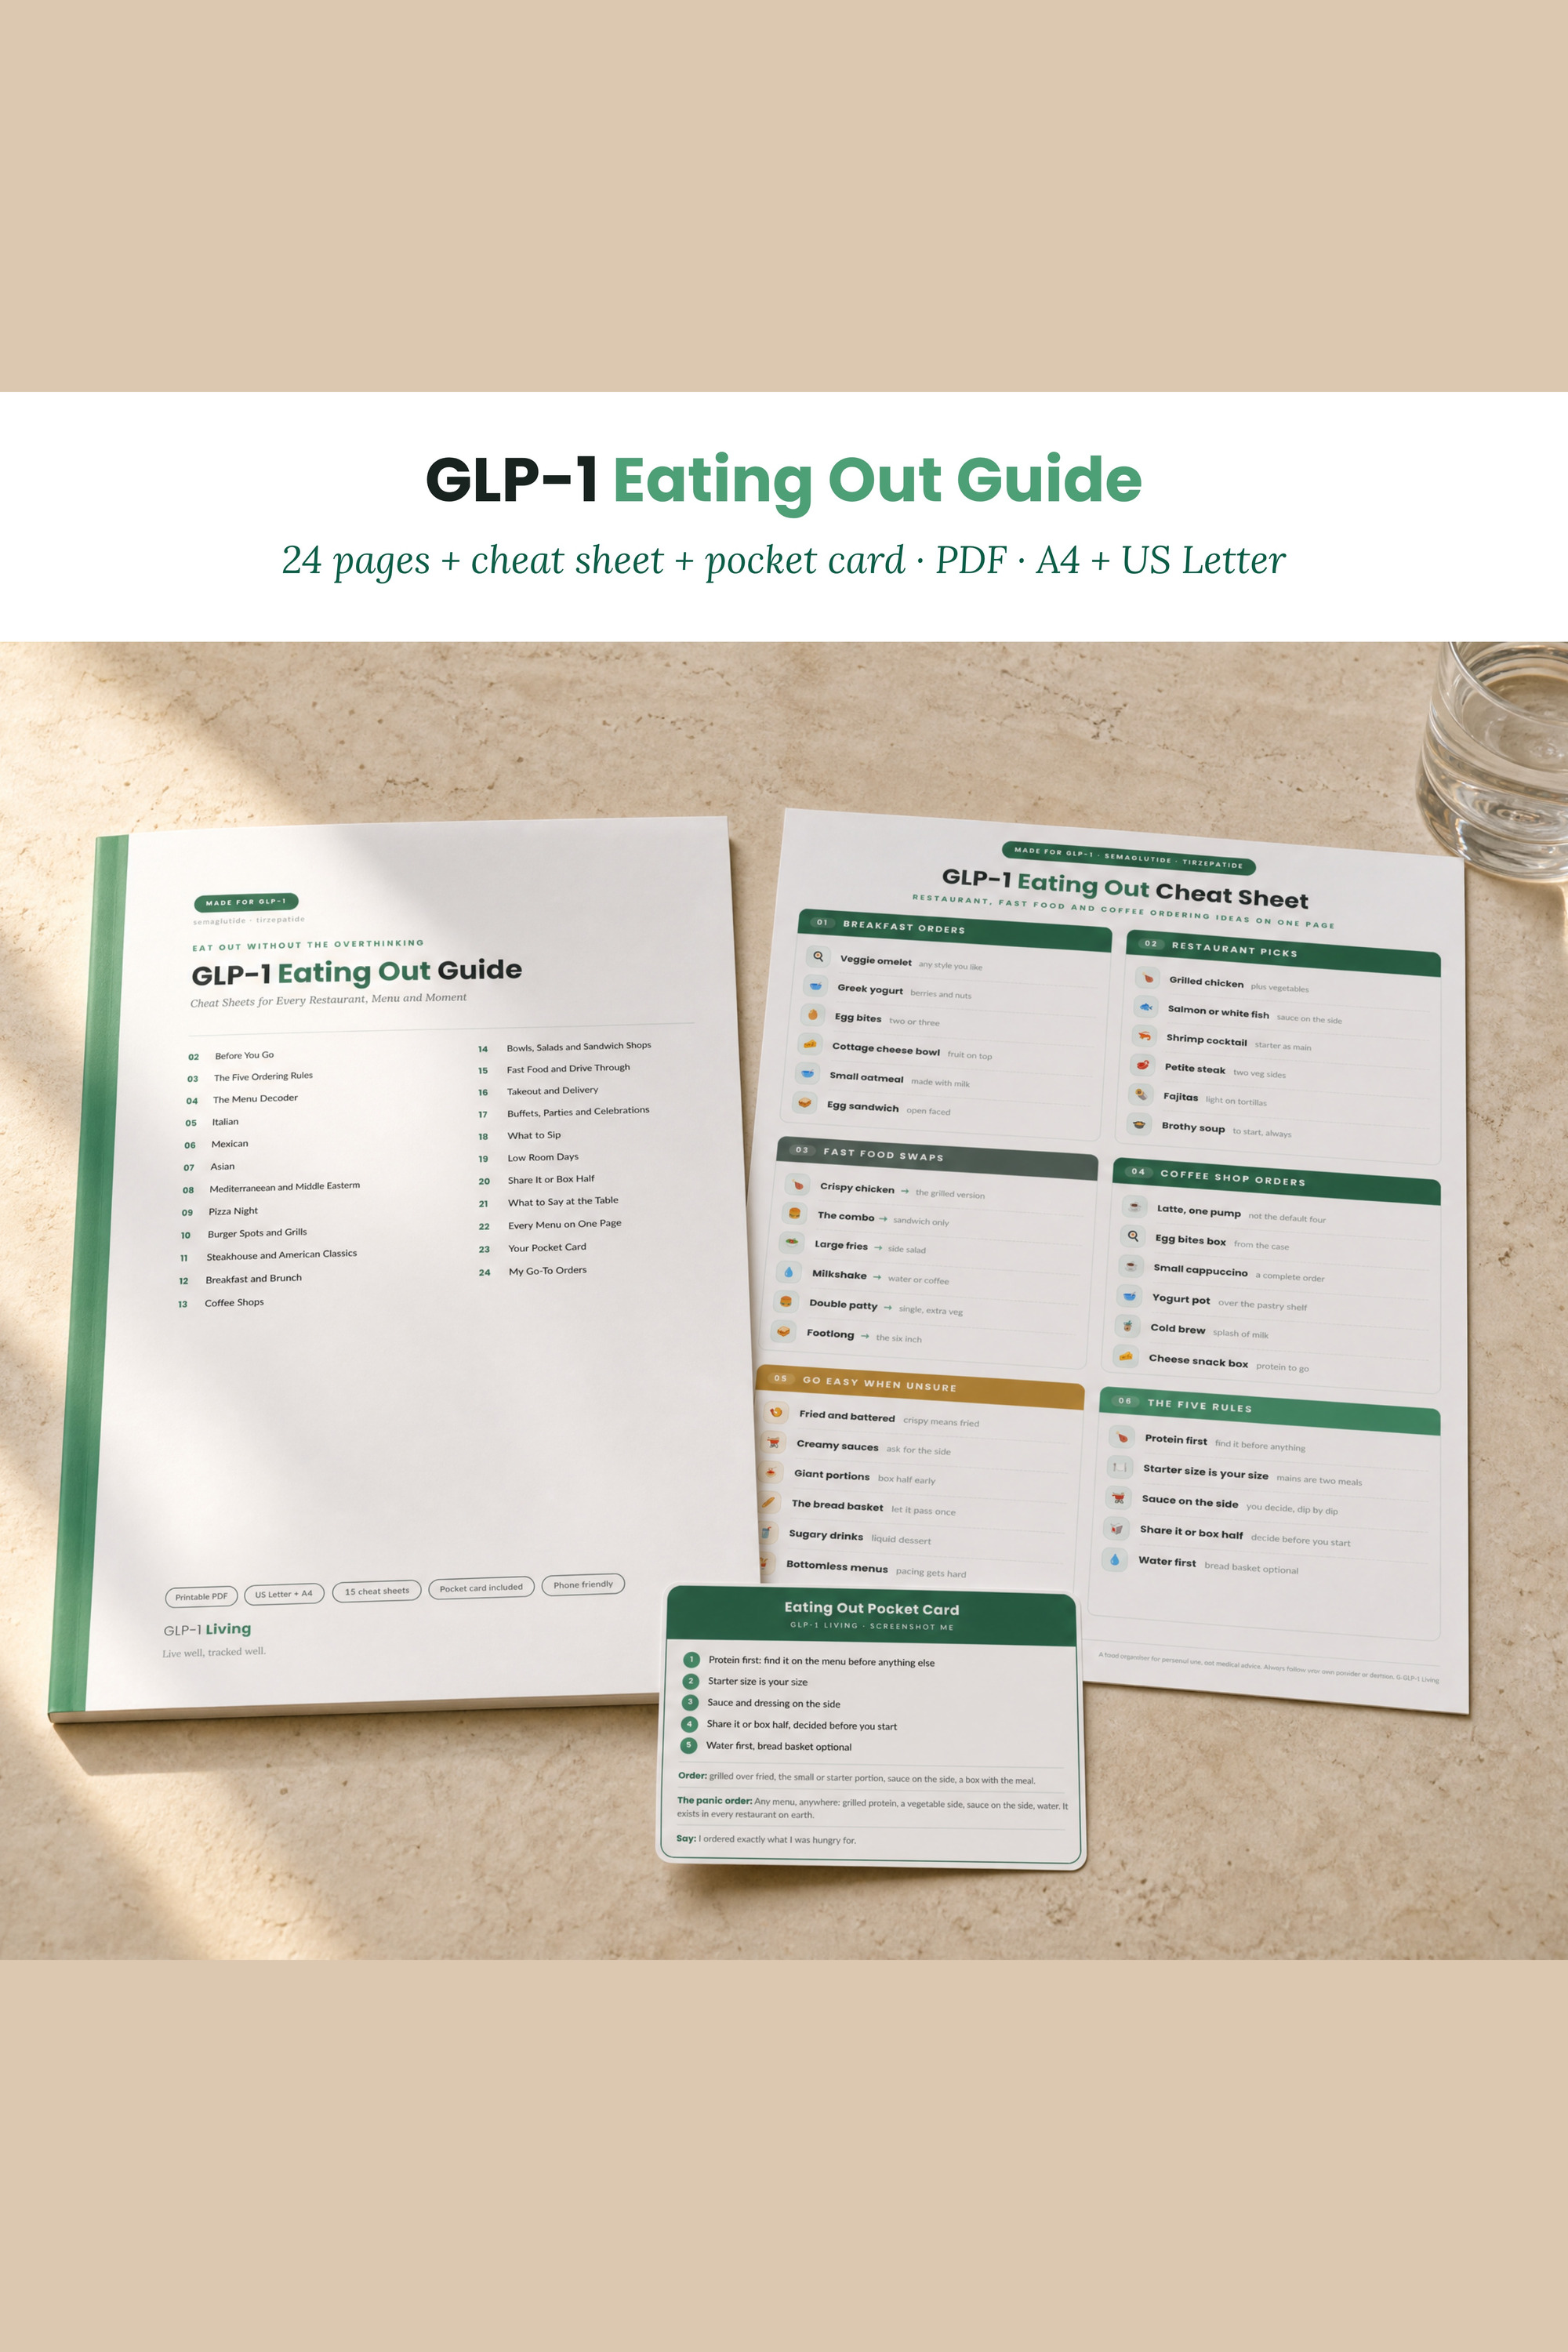 GLP-1 Eating Out Guide
24 pages + cheat sheet + pocket card · PDF · A4 + US Letter
MADE FOR GLP-1
semaglutide · tirzepatide
EAT OUT WITHOUT THE OVERTHINKING
GLP-1 Eating Out Guide
Cheat Sheets for Every Restaurant, Menu and Moment
02 Before You Go
03 The Five Ordering Rules
04 The Menu Decoder
05 Italian
06 Mexican
07 Asian
08 Mediterraneean and Middle Easterm
09 Pizza Night
10 Burger Spots and Grills
11 Steakhouse and American Classics
12 Breakfast and Brunch
13 Coffee Shops
14 Bowls, Salads and Sandwich Shops
15 Fast Food and Drive Through
16 Takeout and Delivery
17 Buffets, Parties and Celebrations
18 What to Sip
19 Low Room Days
20 Share It or Box Half
21 What to Say at the Table
22 Every Menu on One Page
23 Your Pocket Card
24 My Go-To Orders
Printable PDF
US Letter + A4
15 cheat sheets
Pocket card included
Phone friendly
GLP-1 Living
Live well, tracked well.
MADE FOR GLP-1 · SEMAGLUTIDE · TIRZEPATIDE
GLP-1 Eating Out Cheat Sheet
RESTAURANT, FAST FOOD AND COFFEE ORDERING IDEAS ON ONE PAGE
01 BREAKFAST ORDERS
Veggie omelet any style you like
Greek yogurt berries and nuts
Egg bites two or three
Cottage cheese bowl fruit on top
Small oatmeal made with milk
Egg sandwich open faced
02 RESTAURANT PICKS
Grilled chicken plus vegetables
Salmon or white fish sauce on the side
Shrimp cocktail starter as main
Petite steak two veg sides
Fajitas light on tortillas
Brothy soup to start, always
03 FAST FOOD SWAPS
Crispy chicken → the grilled version
The combo → sandwich only
Large fries → side salad
Milkshake → water or coffee
Double patty → single, extra veg
Footlong → the six inch
04 COFFEE SHOP ORDERS
Latte, one pump not the default four
Egg bites box from the case
Small cappuccino a complete order
Yogurt pot over the pastry shelf
Cold brew splash of milk
Cheese snack box protein to go
05 GO EASY WHEN UNSURE
Fried and battered crispy means fried
Creamy sauces ask for the side
Giant portions box half early
The bread basket let it pass once
Sugary drinks liquid dessert
Bottomless menus pacing gets hard
06 THE FIVE RULES
Protein first find it before anything
Starter size is your size mains are two meals
Sauce on the side you decide, dip by dip
Share it or box half decide before you start
Water first bread basket optional
A food organiser for personal use, not medical advice. Always follow your own provider or GLP-1 Living
Eating Out Pocket Card
GLP-1 LIVING · SCREENSHOT ME
1 Protein first: find it on the menu before anything else
2 Starter size is your size
3 Sauce and dressing on the side
4 Share it or box half, decided before you start
5 Water first, bread basket optional
Order: grilled over fried, the small or starter portion, sauce on the side, a box with the meal.
The panic order: Any menu, anywhere: grilled protein, a vegetable side, sauce on the side, water. It
exists in every restaurant on earth.
Say: I ordered exactly what I was hungry for.